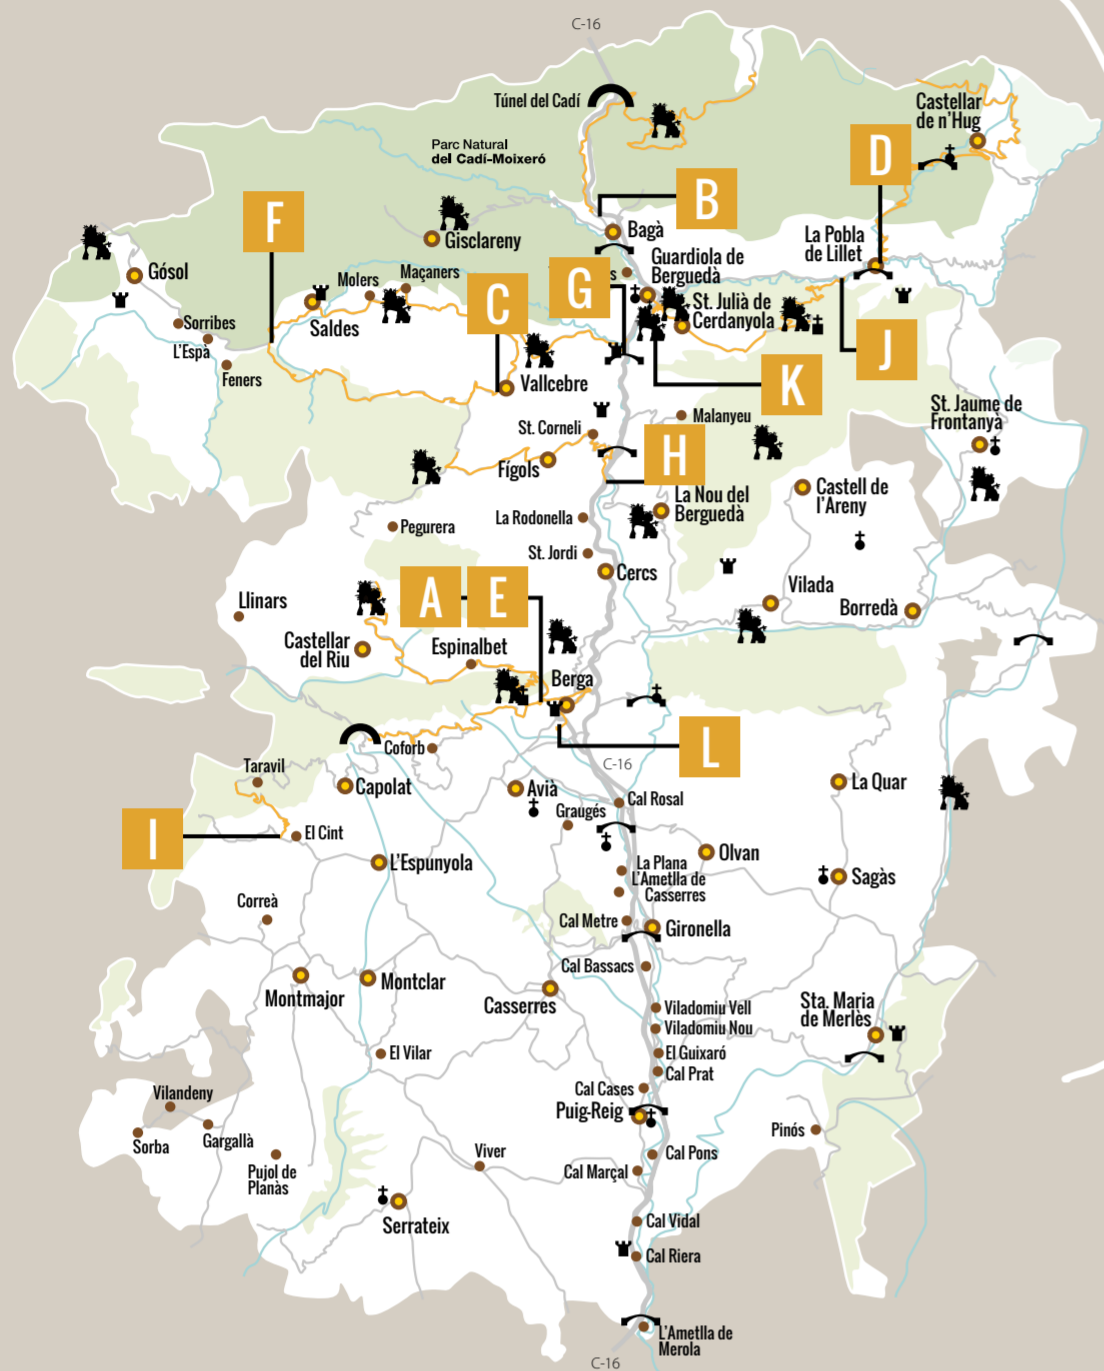 C-16
Túnel del Cadí
Castellar
de n'Hug
Parc Natural
del Cadí-Moixeró
D
B
F
Bagà
La Pobla
de Lillet
Gisclareny
Guardiola de
Berguedà
Gósol
Molers
Maçaners
G
s
C
St. Julià de
Cerdanyola
Saldes
Sorribes
L'Espà
J
Feners
Vallcebre
K
St. Jaume de
Frontanyà
Malanyeu
St. Corneli
H
Fígols
Castell de
l'Areny
La Nou del
Berguedà
La Rodonella
Pegurera
St. Jordi
Cercs
A
E
Vilada
Llinars
Borredà
Castellar
del Riu
Espinalbet
Berga
L
Coforb
C-16
Taravil
Capolat
Avià
La Quar
Cal Rosal
Graugés
I
El Cint
Olvan
L'Espunyola
La Plana
L'Ametlla de
Casserres
Sagàs
Correà
Cal Metre
Gironella
Cal Bassacs
Montmajor
Montclar
Casserres
Sta. Maria
de Merlès
Viladomiu Vell
Viladomiu Nou
El Vilar
El Guixaró
Cal Prat
Cal Cases
Vilandeny
Puig-Reig
Pinós
Sorba
Gargallà
Viver
Cal Pons
Pujol de
Planàs
Cal Marçal
Serrateix
Cal Vidal
Cal Riera
L'Ametlla de
Merola
C-16